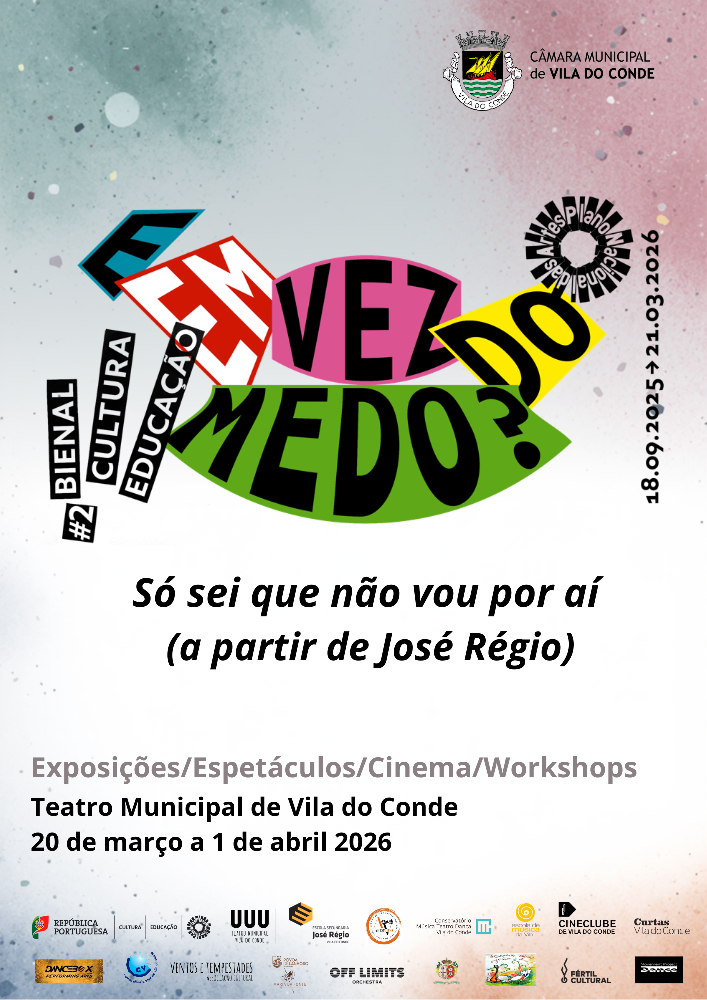 CÂMARA MUNICIPAL
de VILA DO CONDE
VILA DO CONDE
E
EM
VEZ
DO
MEDO?
Plano Nacional das Artes
18.09.2025→21.03.2026
#2 BIENAL
CULTURA
EDUCAÇÃO
Só sei que não vou por aí
(a partir de José Régio)
Exposições/Espetáculos/Cinema/Workshops
Teatro Municipal de Vila do Conde
20 de março a 1 de abril 2026
REPÚBLICA
PORTUGUESA
CULTURA
EDUCAÇÃO
TEATRO MUNICIPAL
VILA DO CONDE
ESCOLA SECUNDÁRIA
José Régio
VILA DO CONDE
APESVICO
Conservatório
Música Teatro Dança
Vila do Conde
escola de
música
da Vila
CINECLUBE
DE VILA DO CONDE
Curtas
Vila do Conde
DANCEBOX
PERFORMING ARTS
CV
centro ciência viva de vila do conde
VENTOS E TEMPESTADES
ASSOCIAÇÃO CULTURAL
PÓVOA
DE LANHOSO
MARIA DA FONTE
OFF LIMITS
ORCHESTRA
FÉRTIL
CULTURAL
Movement Project
Dance